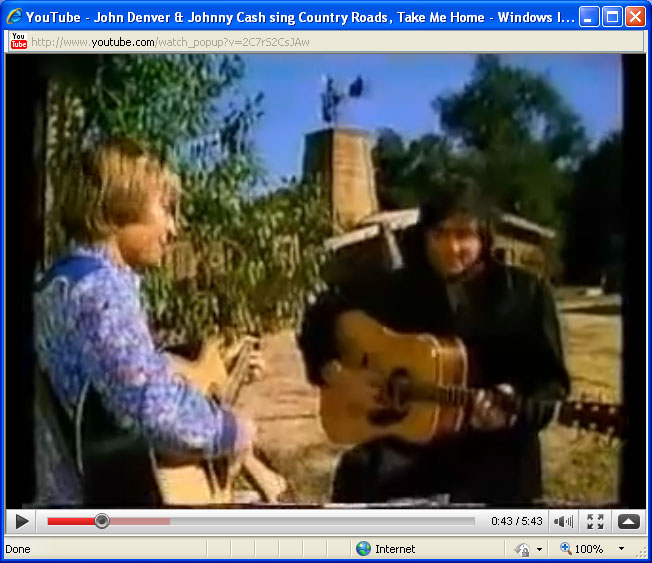 YouTube - John Denver & Johnny Cash sing Country Roads, Take Me Home - Windows I...
You Tube http://www.youtube.com/watch_popup?v=2C7rS2CsJAw
0:43 / 5:43
Done Internet 100%